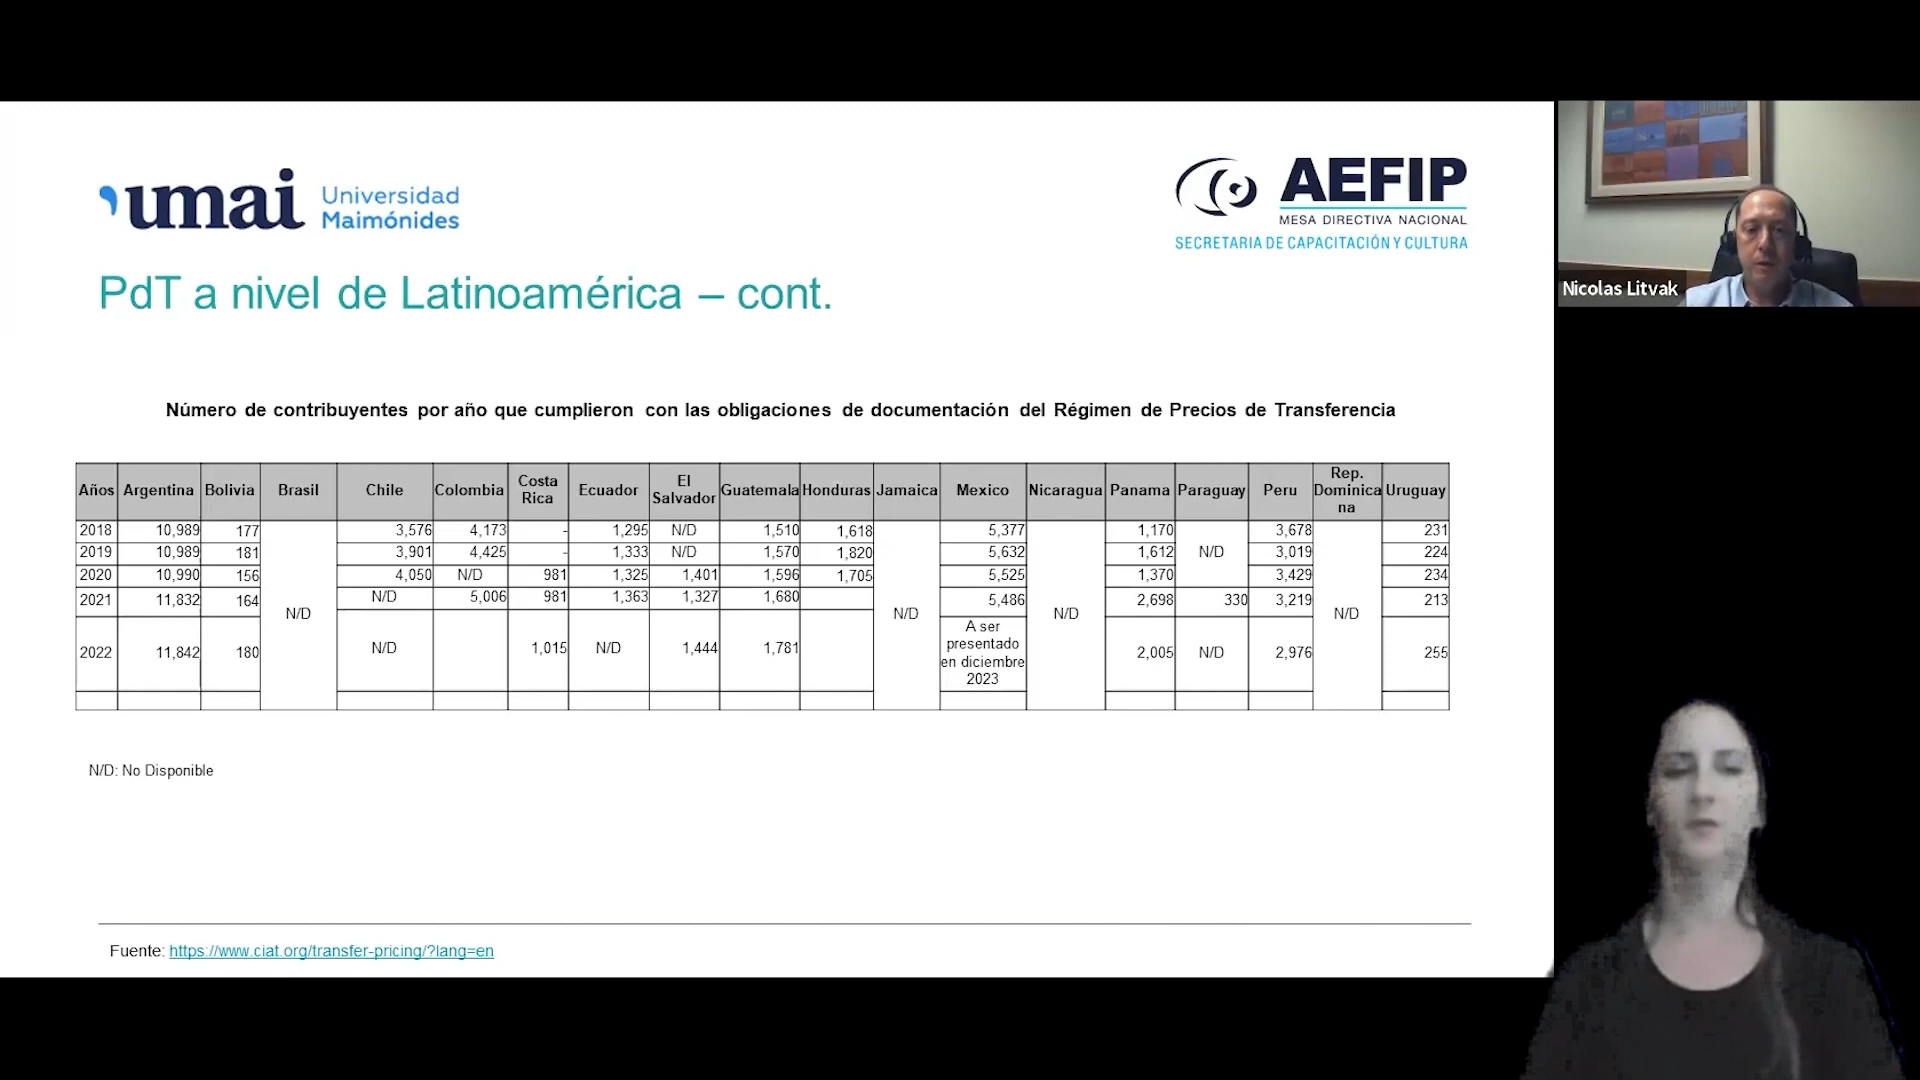 umai Universidad Maimónides
AEFIP
MESA DIRECTIVA NACIONAL
SECRETARIA DE CAPACITACIÓN Y CULTURA
Nicolas Litvak
PdT a nivel de Latinoamérica – cont.
Número de contribuyentes por año que cumplieron con las obligaciones de documentación del Régimen de Precios de Transferencia
Años Argentina Bolivia Brasil Chile Colombia Costa Rica Ecuador El Salvador Guatemala Honduras Jamaica Mexico Nicaragua Panama Paraguay Peru Rep. Dominicana Uruguay
2018 10,989 177 3,576 4,173 - 1,295 N/D 1,510 1,618 5,377 1,170 3,678 231
2019 10,989 181 3,901 4,425 - 1,333 N/D 1,570 1,820 5,632 1,612 N/D 3,019 224
2020 10,990 156 4,050 N/D 981 1,325 1,401 1,596 1,705 5,525 1,370 3,429 234
2021 11,832 164 N/D N/D 5,006 981 1,363 1,327 1,680 N/D 5,486 N/D 2,698 330 3,219 N/D 213
2022 11,842 180 N/D 1,015 N/D 1,444 1,781 A ser presentado en diciembre 2023 2,005 N/D 2,976 255
N/D: No Disponible
Fuente: https://www.ciat.org/transfer-pricing/?lang=en